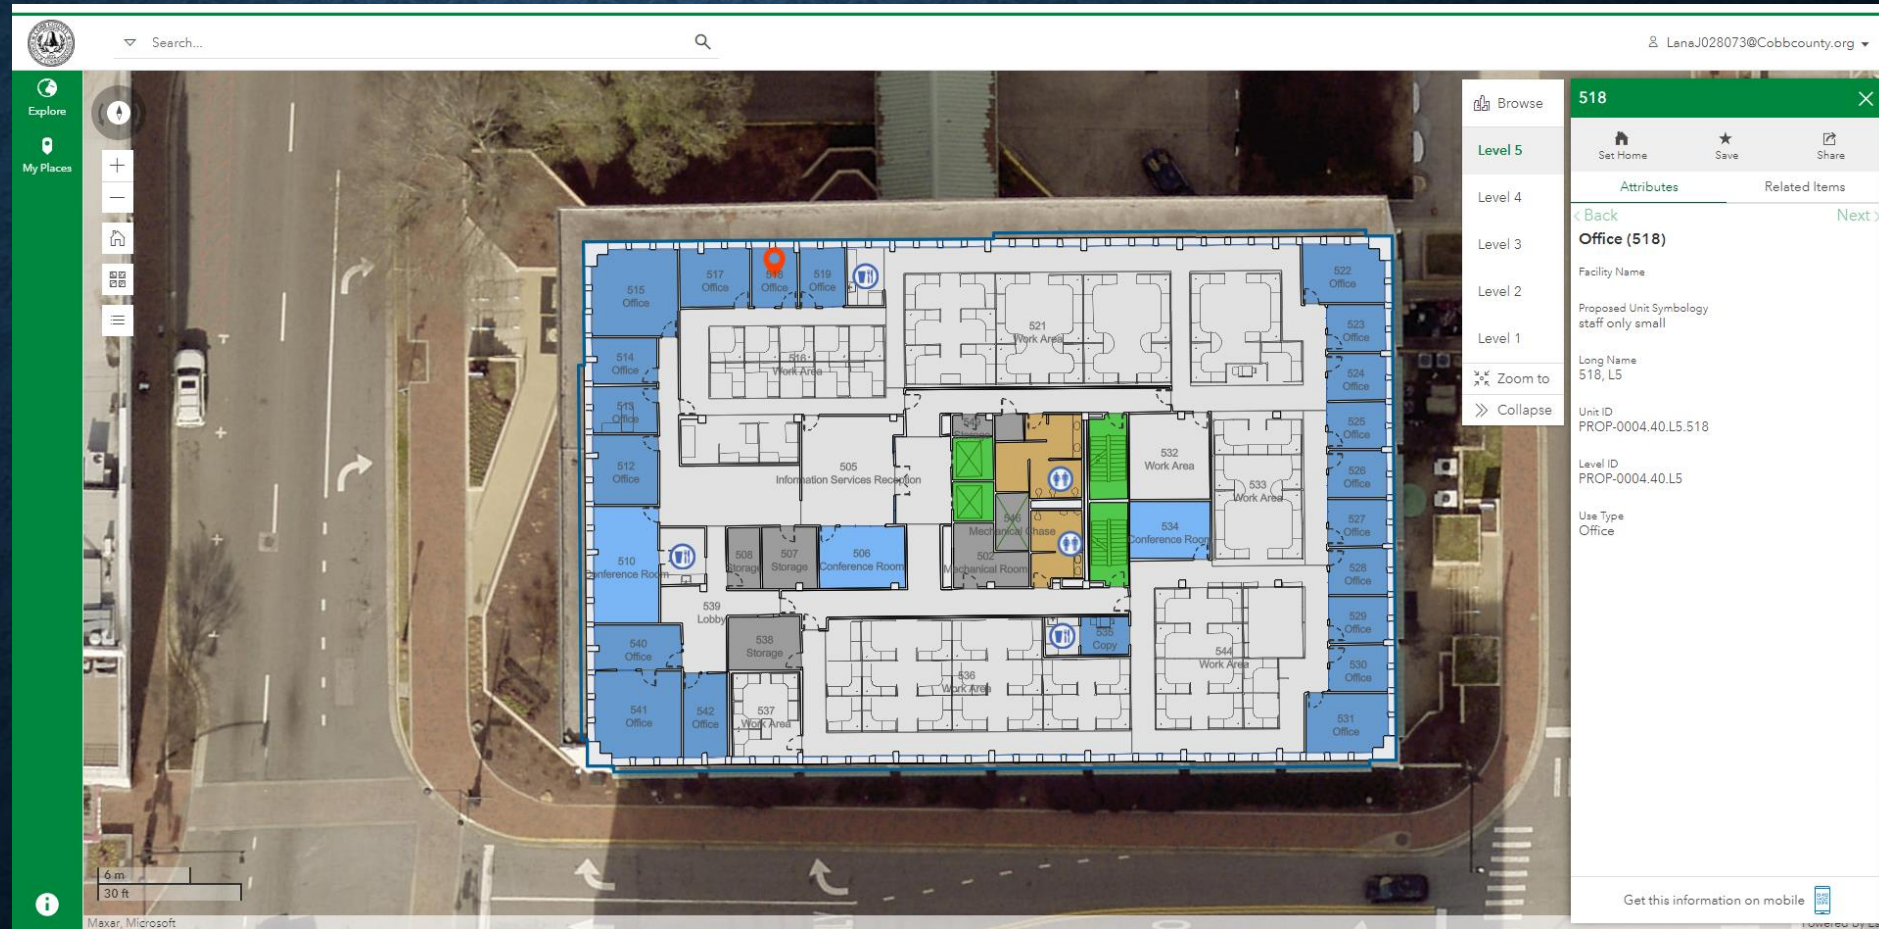 Search...
LanaJ028073@Cobbcounty.org
Explore
My Places
Browse
Level 5
Level 4
Level 3
Level 2
Level 1
Zoom to
Collapse
518
Set Home
Save
Share
Attributes
Related Items
Back
Next
Office (518)
Facility Name
Proposed Unit Symbology
staff only small
Long Name
518, L5
Unit ID
PROP-0004.40.L5.518
Level ID
PROP-0004.40.L5
Use Type
Office
Get this information on mobile
515
Office
517
Office
518
Office
519
Office
522
Office
521
Work Area
523
Office
514
Office
516
Work Area
524
Office
513
Office
525
Office
512
Office
505
Information Services Reception
532
Work Area
526
Office
533
Work Area
546
Mechanical Chase
534
Conference Room
527
Office
510
Conference Room
508
Storage
507
Storage
506
Conference Room
502
Mechanical Room
528
Office
539
Lobby
529
Office
540
Office
538
Storage
535
Copy
544
Work Area
530
Office
536
Work Area
541
Office
542
Office
537
Work Area
531
Office
6 m
30 ft
Maxar, Microsoft